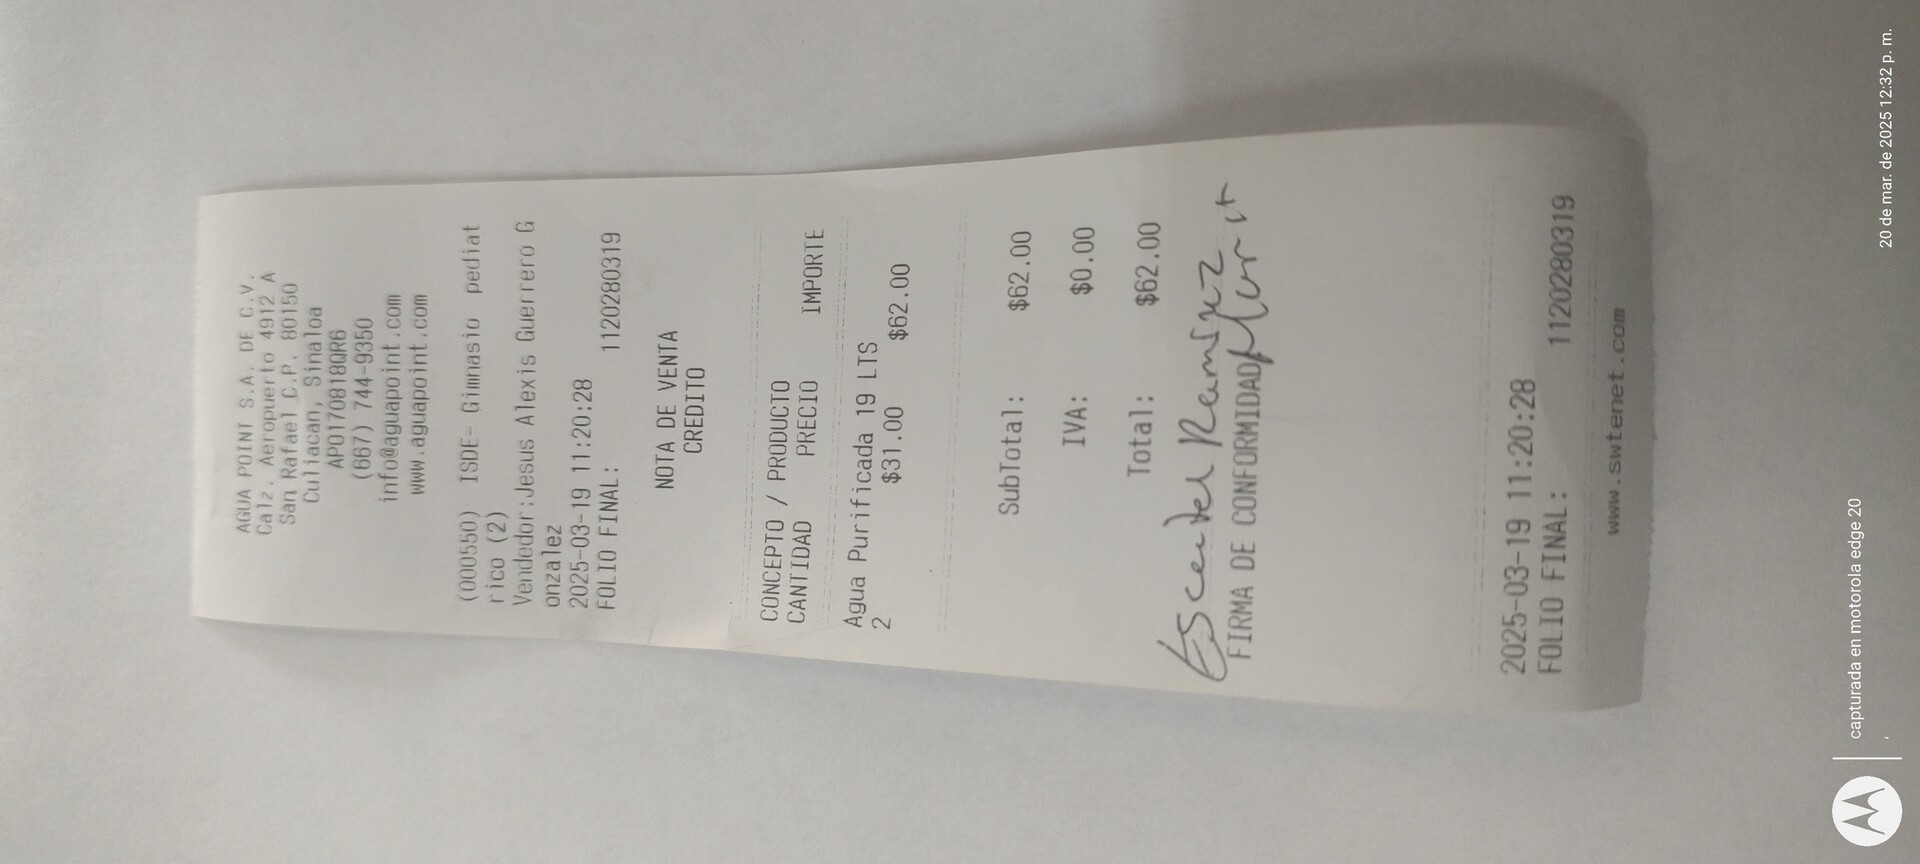 AGUA POINT S.A. DE C.V.
Calz. Aeropuerto 4912 A
San Rafael C.P. 80150
Culiacan, Sinaloa
APO170818QR6
(667) 744-9350
info@aguapoint.com
www.aguapoint.com
(000550) ISDE- Gimnasio pediat
rico (2)
Vendedor:Jesus Alexis Guerrero G
onzalez
2025-03-19 11:20:28
FOLIO FINAL: 1120280319
NOTA DE VENTA
CREDITO
CONCEPTO / PRODUCTO
CANTIDAD PRECIO IMPORTE
Agua Purificada 19 LTS
2 $31.00 $62.00
SubTotal: $62.00
IVA: $0.00
Total: $62.00
Ramirez
FIRMA DE CONFORMIDAD
2025-03-19 11:20:28
FOLIO FINAL: 1120280319
www.swtenet.com
capturada en motorola edge 20
20 de mar. de 2025 12:32 p. m.